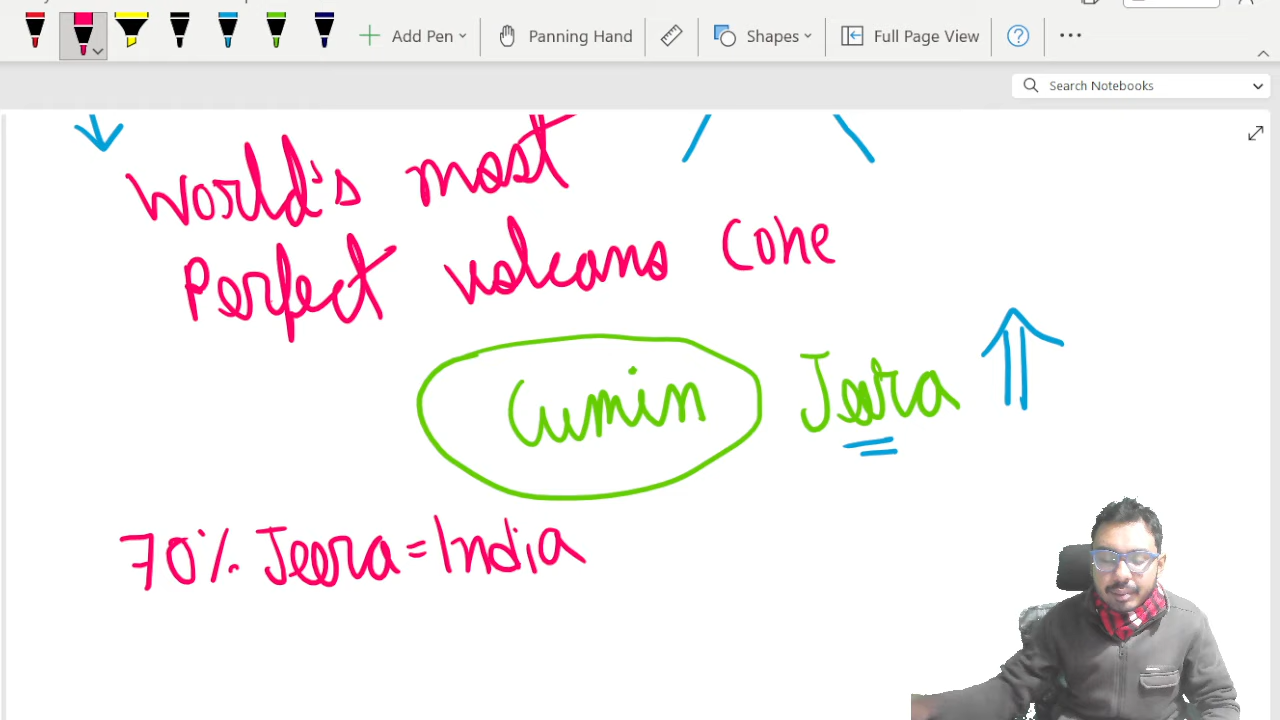 Add Pen
Panning Hand
Shapes
Full Page View
Search Notebooks
World's most
Perfect volcano Cone
Cumin Jeera
70% Jeera = India